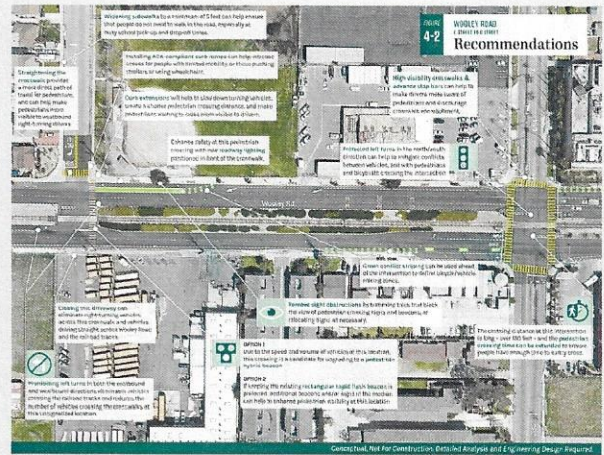 FIGURE
4-2
WOOLEY ROAD
C STREET TO E STREET
Recommendations
Widening sidewalks to a minimum of 5 feet can help ensure
that people do not need to walk in the road, especially at
busy school pick-up and drop-off times.
Installing ADA-compliant curb ramps can help
access for people with limited mobility or those pushing
strollers or using wheelchairs.
Curb extensions will help to slow down turning vehicles,
create a shorter pedestrian crossing distance, and make
pedestrians waiting to cross more visible to drivers.
Enhance safety at this pedestrian
crossing with new roadway lighting
positioned in front of the crosswalk.
Straightening the
crosswalk provides
a more direct path of
travel for pedestrians,
and can help make
pedestrians more
visible to westbound
right-turning drivers.
High visibility crosswalks &
advance stop bars can help to
make drivers more aware of
pedestrians and discourage
crosswalk encroachment.
Protected left turns in the north/south
direction can help to mitigate conflicts
between vehicles, and with pedestrians
and bicyclists crossing the intersection.
Wooley Rd
Green conflict striping can be used ahead
of the intersection to define bicycle/vehicle
mixing zones.
Closing this driveway can
eliminate right-turning vehicles
across this crosswalk and vehicles
driving straight across Wooley Road
and the railroad tracks.
Remove sight obstructions by trimming trees that block
the view of pedestrian crossing signs and beacons, or
relocating signs as necessary.
The crossing distance at this intersection
is long - over 100 feet - and the pedestrian
crossing time can be extended to ensure
people have enough time to safely cross.
Prohibiting left turns in both the eastbound
and westbound directions eliminates vehicles
crossing the railroad tracks and reduces the
number of vehicles crossing the crosswalks at
this unsignalized location.
OPTION 1
Due to the speed and volume of vehicles at this location,
this crossing is a candidate for upgrading to a pedestrian
hybrid beacon.
OPTION 2
If keeping the existing rectangular rapid flash beacon is
preferred, additional beacons and/or signs in the median
can help to enhance pedestrian visibility at this location.
Conceptual, Not For Construction. Detailed Analysis and Engineering Design Required.